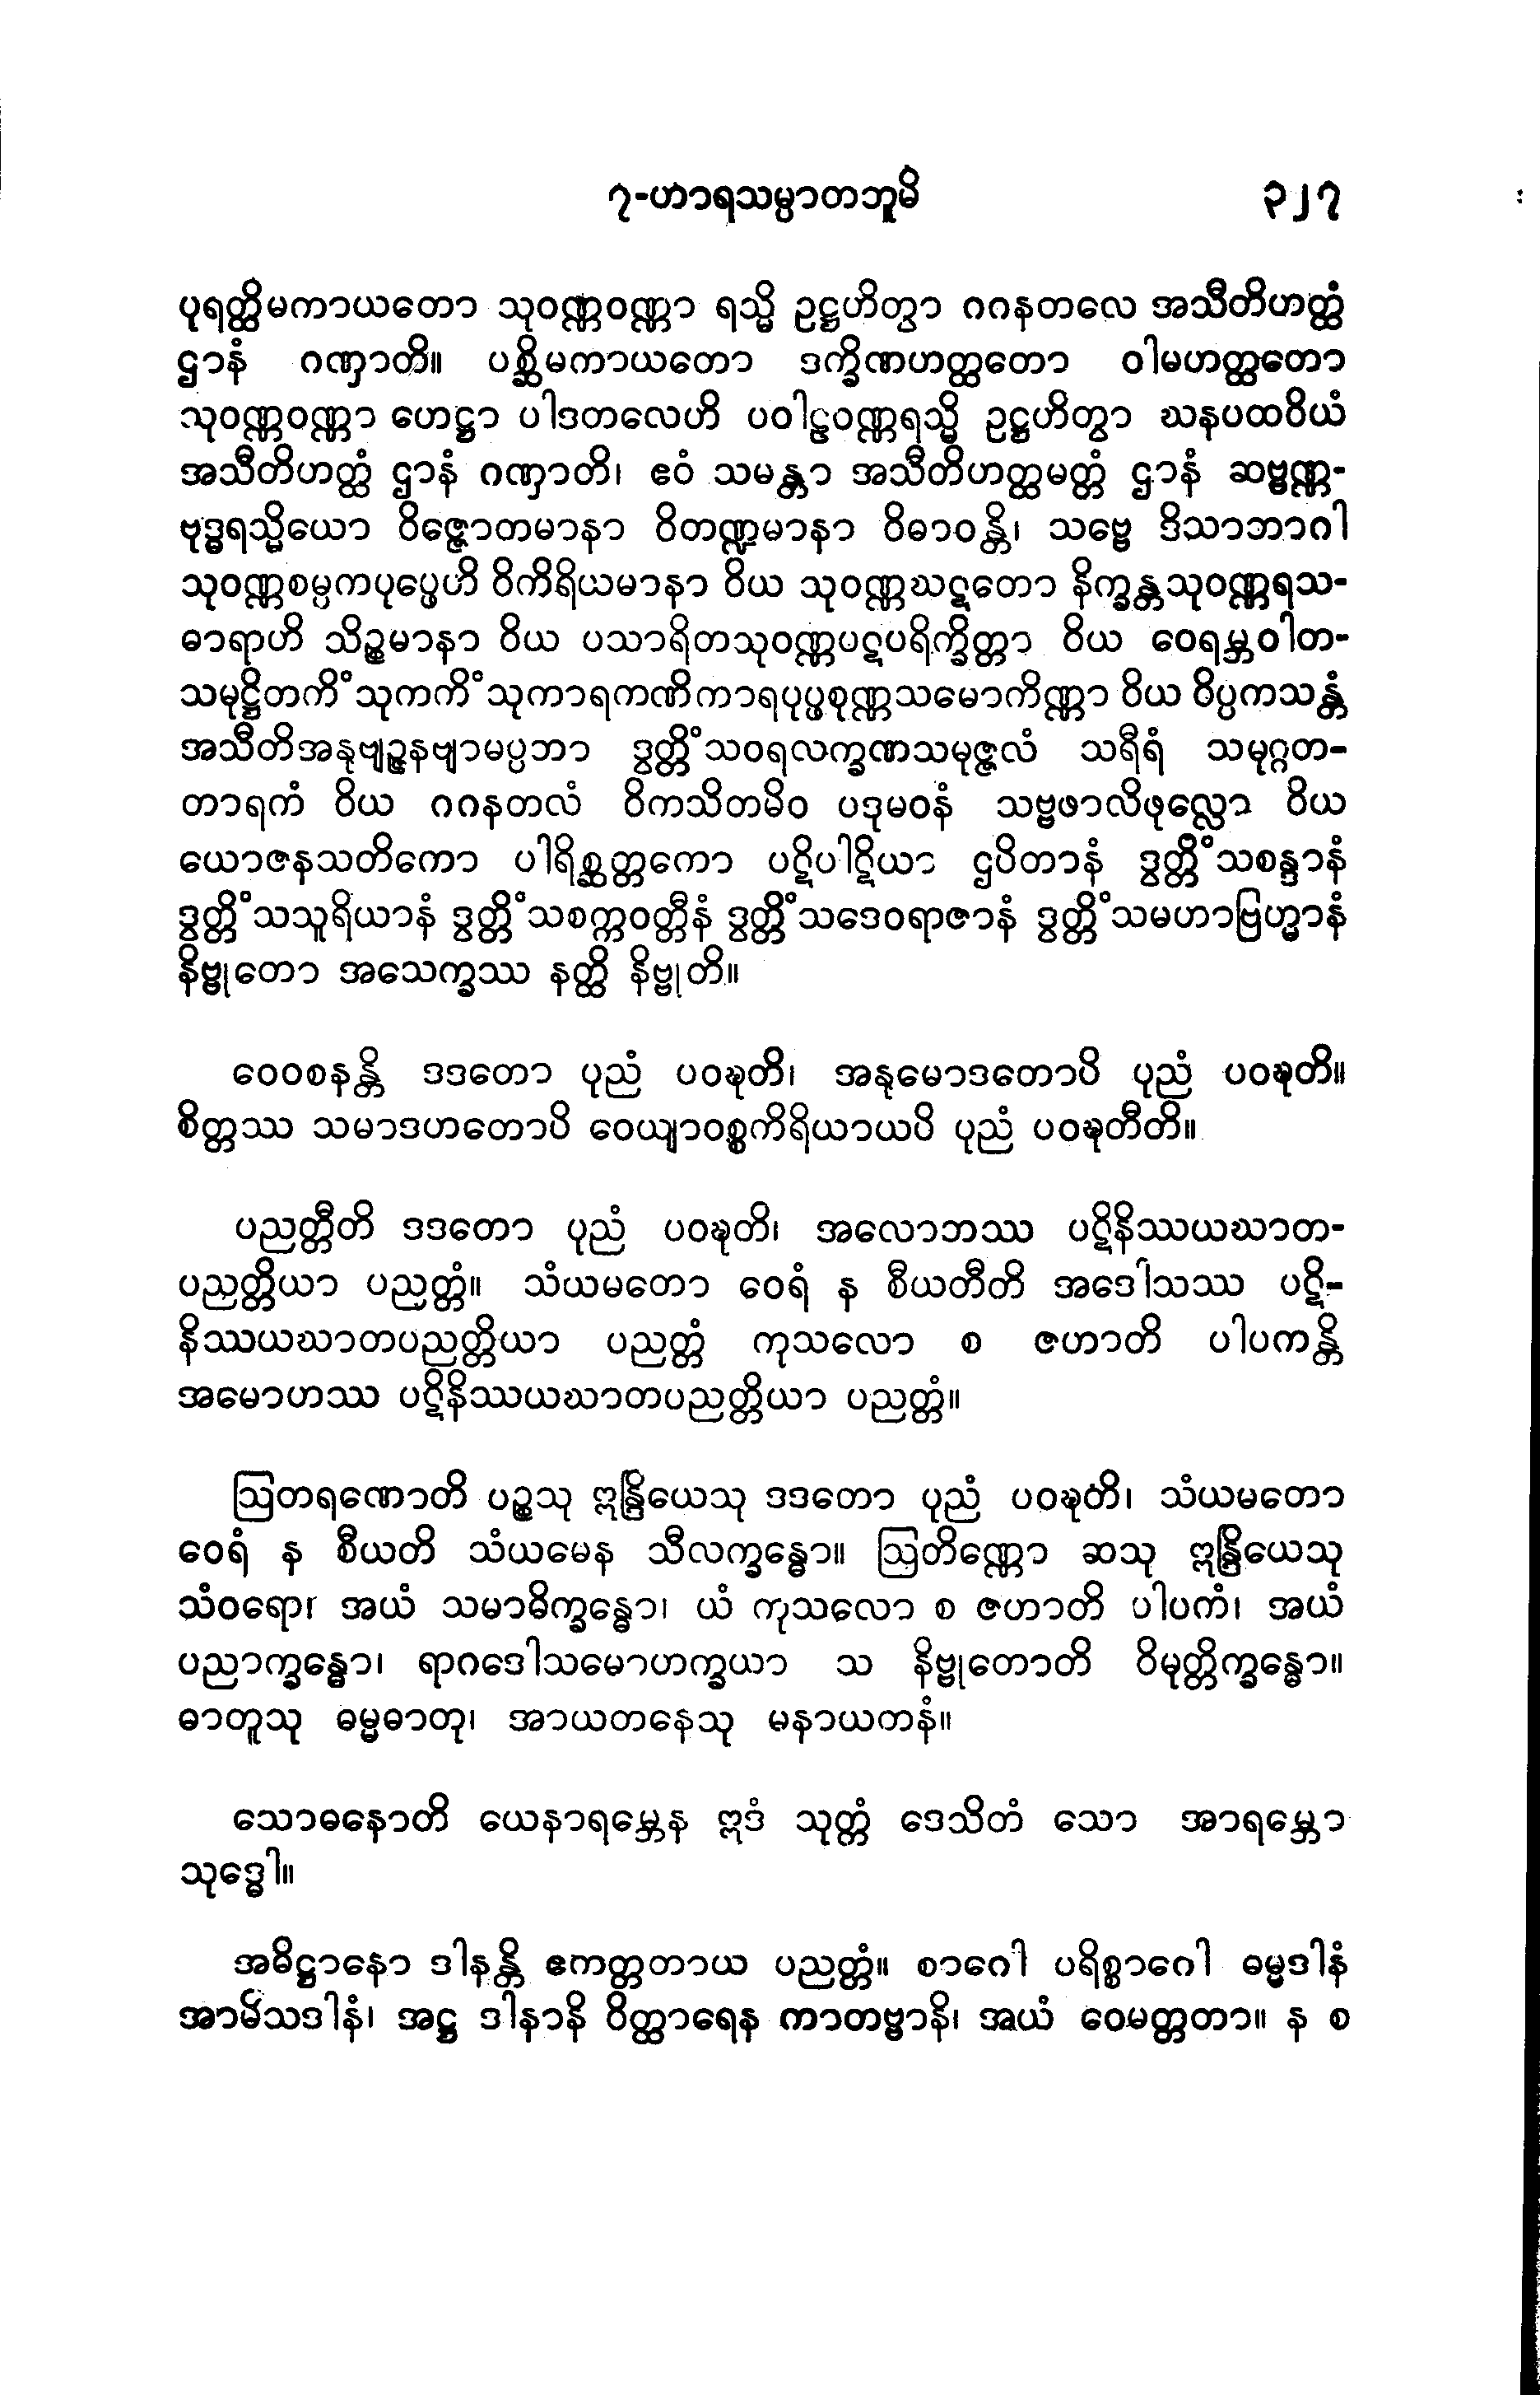 ၇-ဟာရသမ္ပာတဘူမိ ၃၂၇
ပုရတ္ထိမကာယတော သုဝဏ္ဏဝဏ္ဏာ ရသ္မိ ဥဋ္ဌဟိတွာ ဂဂနတလေ အသီတိဟတ္ထံ
ဌာနံ ဂဏှာတိ။ ပစ္ဆိမကာယတော ဒက္ခိဏဟတ္ထတော ဝါမဟတ္ထတော
သုဝဏ္ဏဝဏ္ဏာ ဟေဋ္ဌာ ပါဒတလေဟိ ပဝါဠဝဏ္ဏရသ္မိ ဥဋ္ဌဟိတွာ ဃနပထဝိယံ
အသီတိဟတ္ထံ ဌာနံ ဂဏှာတိ၊ ဧဝံ သမန္တာ အသီတိဟတ္ထမတ္တံ ဌာနံ ဆဗ္ဗဏ္ဏ-
ဗုဒ္ဓရသ္မိယော ဝိဇ္ဇောတမာနာ ဝိတဏ္ဍမာနာ ဝိဓာဝန္တိ၊ သဗ္ဗေ ဒိသာဘာဂါ
သုဝဏ္ဏစမ္ပကပုပ္ဖေဟိ ဝိကိရိယမာနာ ဝိယ သုဝဏ္ဏဃဋတော နိက္ခန္တသုဝဏ္ဏရသ-
ဓာရာဟိ သိဉ္စမာနာ ဝိယ ပသာရိတသုဝဏ္ဏပဋပရိက္ခိတ္တာ ဝိယ ဝေရမ္ဘဝါတ-
သမုဋ္ဌိတကိံသုကကိံသုကာရကဏိကာရပုပ္ဖစုဏ္ဏသမောကိဏ္ဏာ ဝိယ ဝိပ္ပကသန္တံ
အသီတိအနုဗျဉ္ဇနဗျာမပ္ပဘာ ဒွတ္တိံသဝရလက္ခဏသမုဇ္ဇလံ သရီရံ သမုဂ္ဂတ-
တာရကံ ဝိယ ဂဂနတလံ ဝိကသိတမိဝ ပဒုမဝနံ သဗ္ဗဖာလိဖုလ္လော ဝိယ
ယောဇနသတိကော ပါရိစ္ဆတ္တကော ပဋိပါဋိယာ ဌပိတာနံ ဒွတ္တိံသစန္ဒာနံ
ဒွတ္တိံသသူရိယာနံ ဒွတ္တိံသစက္ကဝတ္တီနံ ဒွတ္တိံသဒေဝရာဇာနံ ဒွတ္တိံသမဟာဗြဟ္မာနံ
နိဗ္ဗုတော အသေက္ခဿ နတ္ထိ နိဗ္ဗုတိ။
ဝေဝစနန္တိ ဒဒတော ပုညံ ပဝဍ္ဎတိ၊ အနုမောဒတောပိ ပုညံ ပဝဍ္ဎတိ။
စိတ္တဿ သမာဒဟတောပိ ဝေယျာဝစ္စကိရိယာယပိ ပုညံ ပဝဍ္ဎတီတိ။
ပညတ္တီတိ ဒဒတော ပုညံ ပဝဍ္ဎတိ၊ အလောဘဿ ပဋိနိဿယဃာတ-
ပညတ္တိယာ ပညတ္တံ။ သံယမတော ဝေရံ န စီယတီတိ အဒေါသဿ ပဋိ-
နိဿယဃာတပညတ္တိယာ ပညတ္တံ ကုသလော စ ဇဟာတိ ပါပကန္တိ
အမောဟဿ ပဋိနိဿယဃာတပညတ္တိယာ ပညတ္တံ။
ဩတရဏောတိ ပဉ္စသု ဣန္ဒြိယေသု ဒဒတော ပုညံ ပဝဍ္ဎတိ၊ သံယမတော
ဝေရံ န စီယတိ သံယမေန သီလက္ခန္ဓော။ ဩတိဏ္ဏော ဆသု ဣန္ဒြိယေသု
သံဝရော၊ အယံ သမာဓိက္ခန္ဓော၊ ယံ ကုသလော စ ဇဟာတိ ပါပကံ၊ အယံ
ပညာက္ခန္ဓော၊ ရာဂဒေါသမောဟက္ခယာ သ နိဗ္ဗုတောတိ ဝိမုတ္တိက္ခန္ဓော။
ဓာတူသု ဓမ္မဓာတု၊ အာယတနေသု မနာယတနံ။
သောဓနောတိ ယေနာရမ္ဘေန ဣဒံ သုတ္တံ ဒေသိတံ သော အာရမ္ဘော
သုဒ္ဓေါ။
အဓိဋ္ဌာနော ဒါနန္တိ ဧကတ္တတာယ ပညတ္တံ။ စာဂေါ ပရိစ္စာဂေါ ဓမ္မဒါနံ
အာမိသဒါနံ၊ အဋ္ဌ ဒါနာနိ ဝိတ္ထာရေန ကာတဗ္ဗာနိ၊ အယံ ဝေမတ္တတာ။ န စ